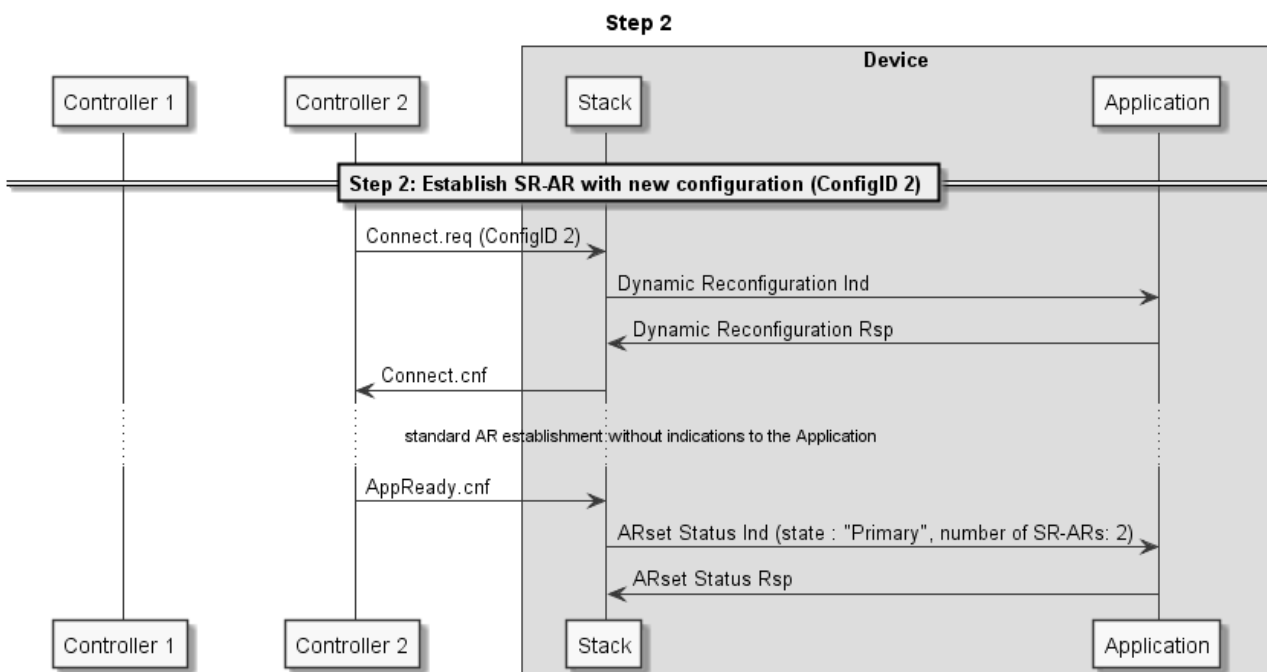 Step 2
Device
Controller 1
Controller 2
Stack
Application
Step 2: Establish SR-AR with new configuration (ConfigID 2)
Connect.req (ConfigID 2)
Dynamic Reconfiguration Ind
Dynamic Reconfiguration Rsp
Connect.cnf
standard AR establishment without indications to the Application
AppReady.cnf
ARset Status Ind (state : "Primary", number of SR-ARs: 2)
ARset Status Rsp
Controller 1
Controller 2
Stack
Application